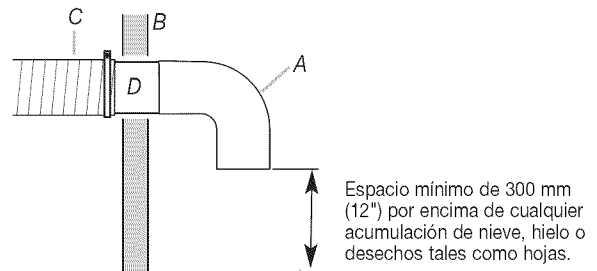 C
B
A
D
Espacio mínimo de 300 mm
(12") por encima de cualquier
acumulación de nieve, hielo o
desechos tales como hojas.